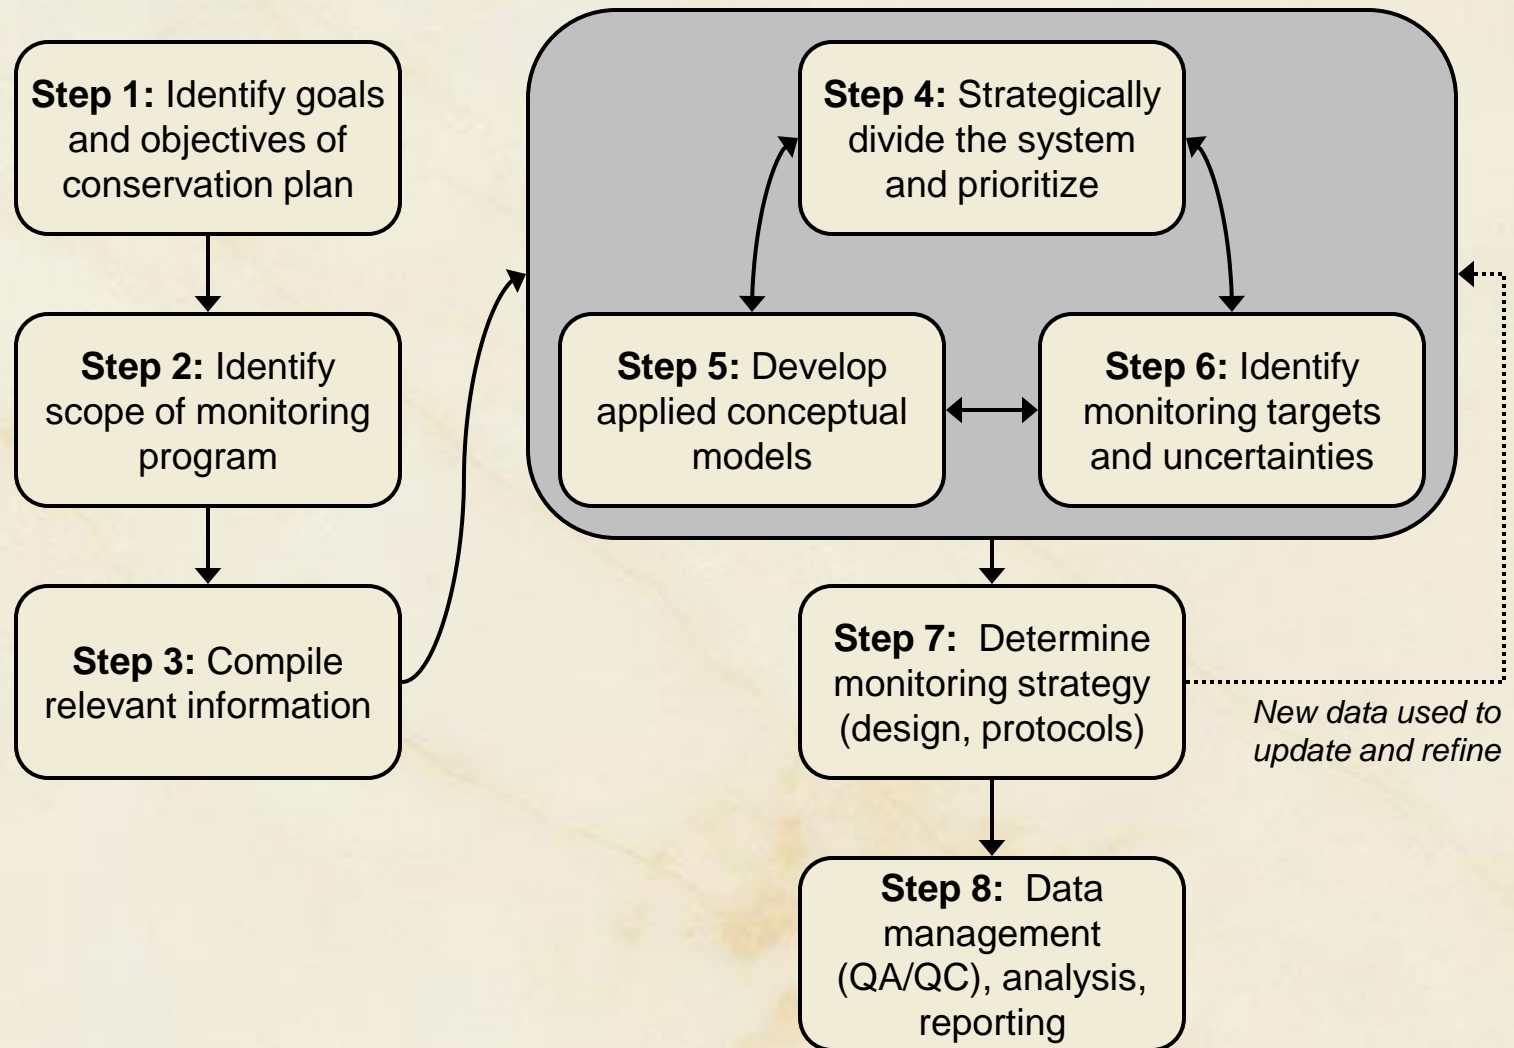 Step 1: Identify goals
and objectives of
conservation plan
Step 2: Identify
scope of monitoring
program
Step 3: Compile
relevant information
Step 4: Strategically
divide the system
and prioritize
Step 5: Develop
applied conceptual
models
Step 6: Identify
monitoring targets
and uncertainties
Step 7:  Determine
monitoring strategy
(design, protocols)
New data used to
update and refine
Step 8:  Data
management
(QA/QC), analysis,
reporting